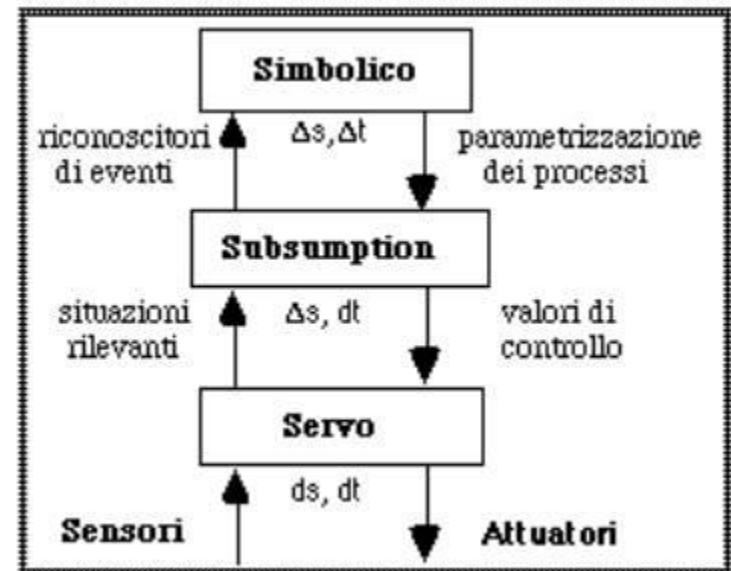 Simbolico
riconoscitori
di eventi
Δs,Δt
parametrizzazione
dei processi
Subsumption
situazioni
rilevanti
Δs, dt
valori di
controllo
Servo
ds, dt
Sensori
Attuatori